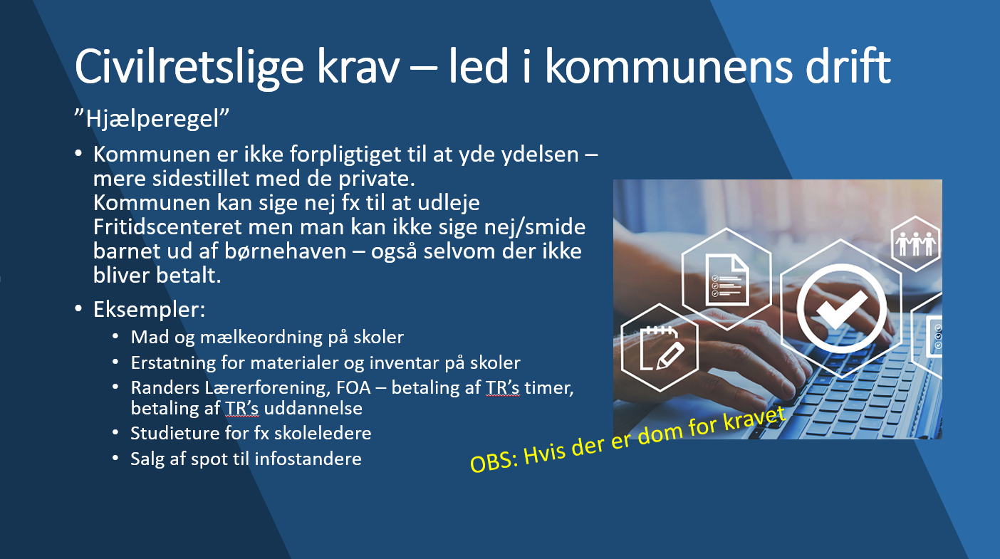 Civilretslige krav – led i kommunens drift
”Hjælperegel”
• Kommunen er ikke forpligtiget til at yde ydelsen –
mere sidestillet med de private.
Kommunen kan sige nej fx til at udleje
Fritidscenteret men man kan ikke sige nej/smide
barnet ud af børnehaven – også selvom der ikke
bliver betalt.
• Eksempler:
• Mad og mælkeordning på skoler
• Erstatning for materialer og inventar på skoler
• Randers Lærerforening, FOA – betaling af TR’s timer,
betaling af TR’s uddannelse
• Studieture for fx skoleledere
• Salg af spot til infostandere
OBS: Hvis der er dom for kravet